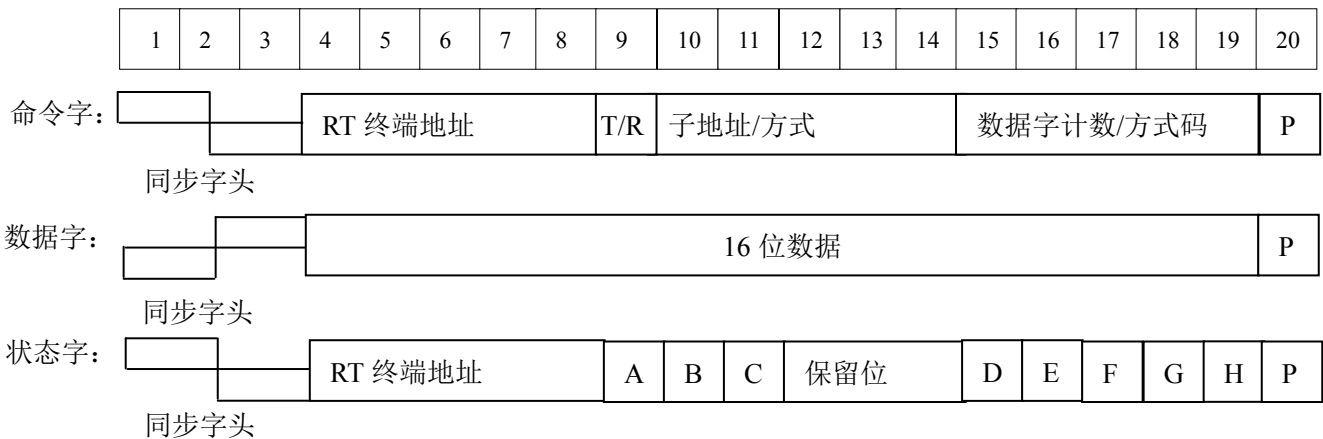 1 2 3 4 5 6 7 8 9 10 11 12 13 14 15 16 17 18 19 20
命令字： RT 终端地址 T/R 子地址/方式 数据字计数/方式码 P
同步字头
数据字： 16 位数据 P
同步字头
状态字： RT 终端地址 A B C 保留位 D E F G H P
同步字头